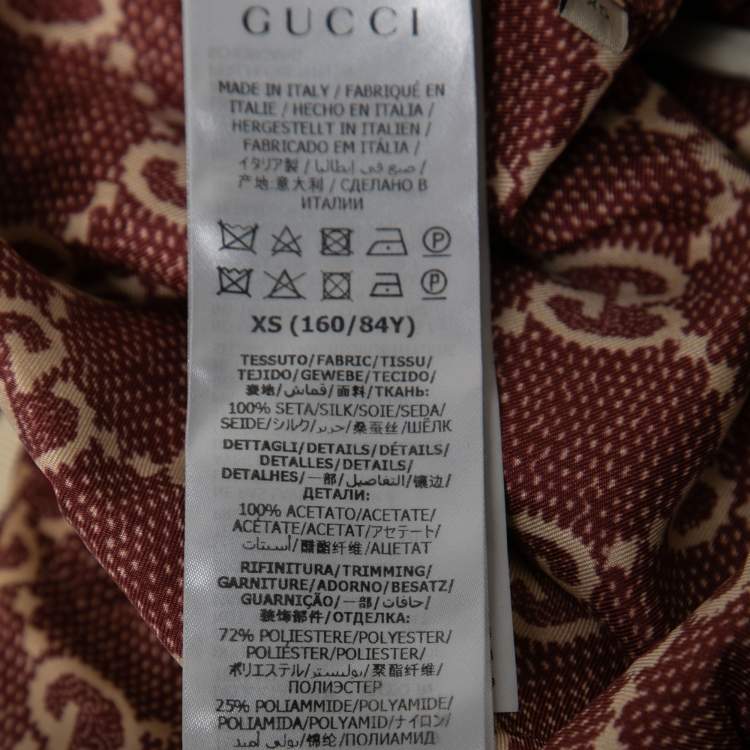 GUCCI
MADE IN ITALY / FABRIQUÉ EN
ITALIE / HECHO EN ITALIA /
HERGESTELLT IN ITALIEN /
FABRICADO EM ITÁLIA /
イタリア製 / صنع في إيطاليا /
产地:意大利 / СДЕЛАНО В
ИТАЛИИ
P
P
XS (160/84Y)
TESSUTO/FABRIC/TISSU/
TEJIDO/GEWEBE/TECIDO/
表地/قماش/面料/ТКАНЬ:
100% SETA/SILK/SOIE/SEDA/
SEIDE/シルク/حرير/桑蚕丝/ШЁЛК
DETTAGLI/DETAILS/DÉTAILS/
DETALLES/DETAILS/
DETALHES/一部/التفاصيل/镶边/
ДЕТАЛИ:
100% ACETATO/ACETATE/
ACÉTATE/ACETAT/アセテート/
أسيتات/醋酯纤维/АЦЕТАТ
RIFINITURA/TRIMMING/
GARNITURE/ADORNO/BESATZ/
GUARNIÇÃO/一部/حافات/
装饰部件/ОТДЕЛКА:
72% POLIESTERE/POLYESTER/
POLIÉSTER/POLIESTER/
ポリエステル/بوليستر/聚酯纤维/
ПОЛИЭСТЕР
25% POLIAMMIDE/POLYAMIDE/
POLIAMIDA/POLYAMID/ナイロン/
بولي أميد/锦纶/ПОЛИАМИД